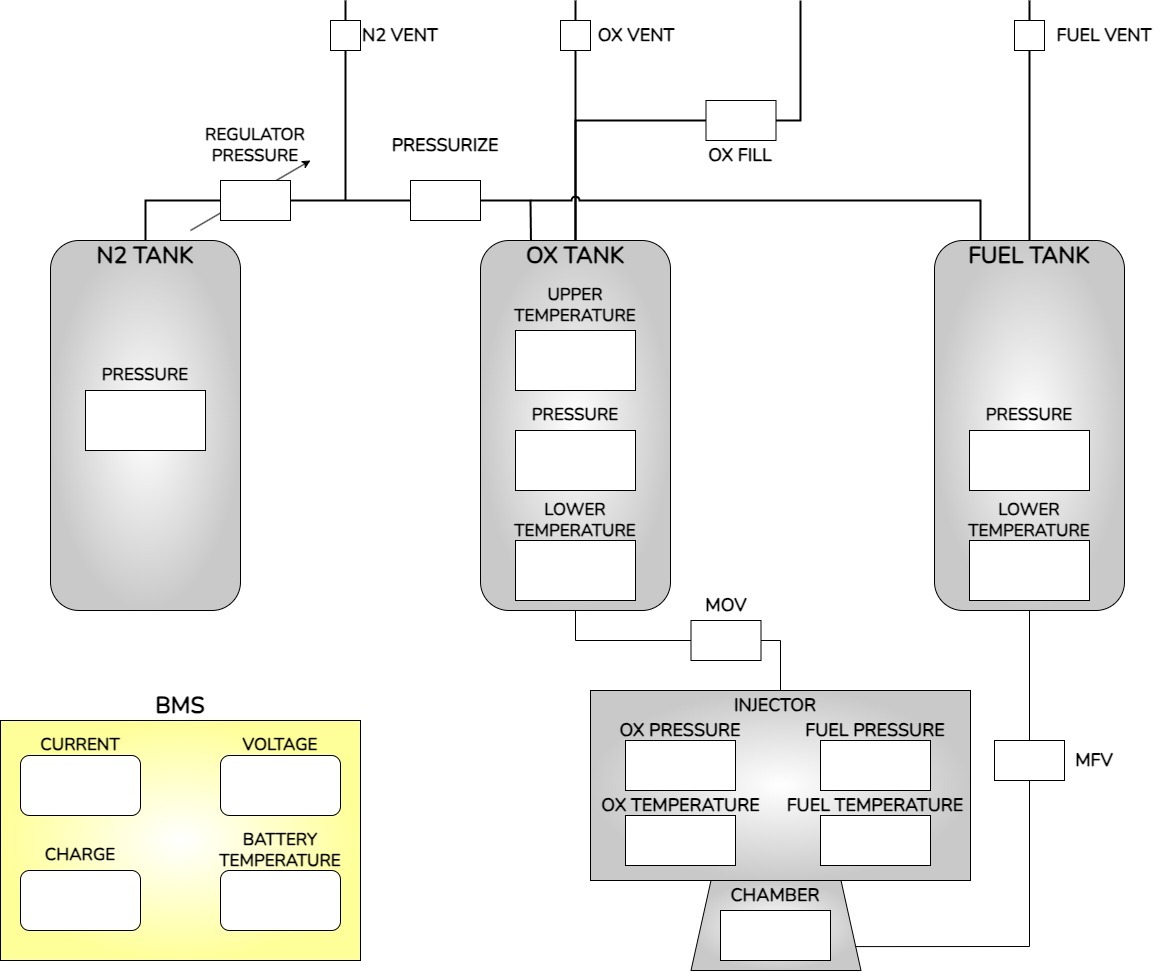 N2 VENT
OX VENT
FUEL VENT
REGULATOR
PRESSURE
PRESSURIZE
OX FILL
N2 TANK
PRESSURE
OX TANK
UPPER
TEMPERATURE
PRESSURE
LOWER
TEMPERATURE
FUEL TANK
PRESSURE
LOWER
TEMPERATURE
MOV
BMS
CURRENT
VOLTAGE
CHARGE
BATTERY
TEMPERATURE
INJECTOR
OX PRESSURE
FUEL PRESSURE
OX TEMPERATURE
FUEL TEMPERATURE
MFV
CHAMBER